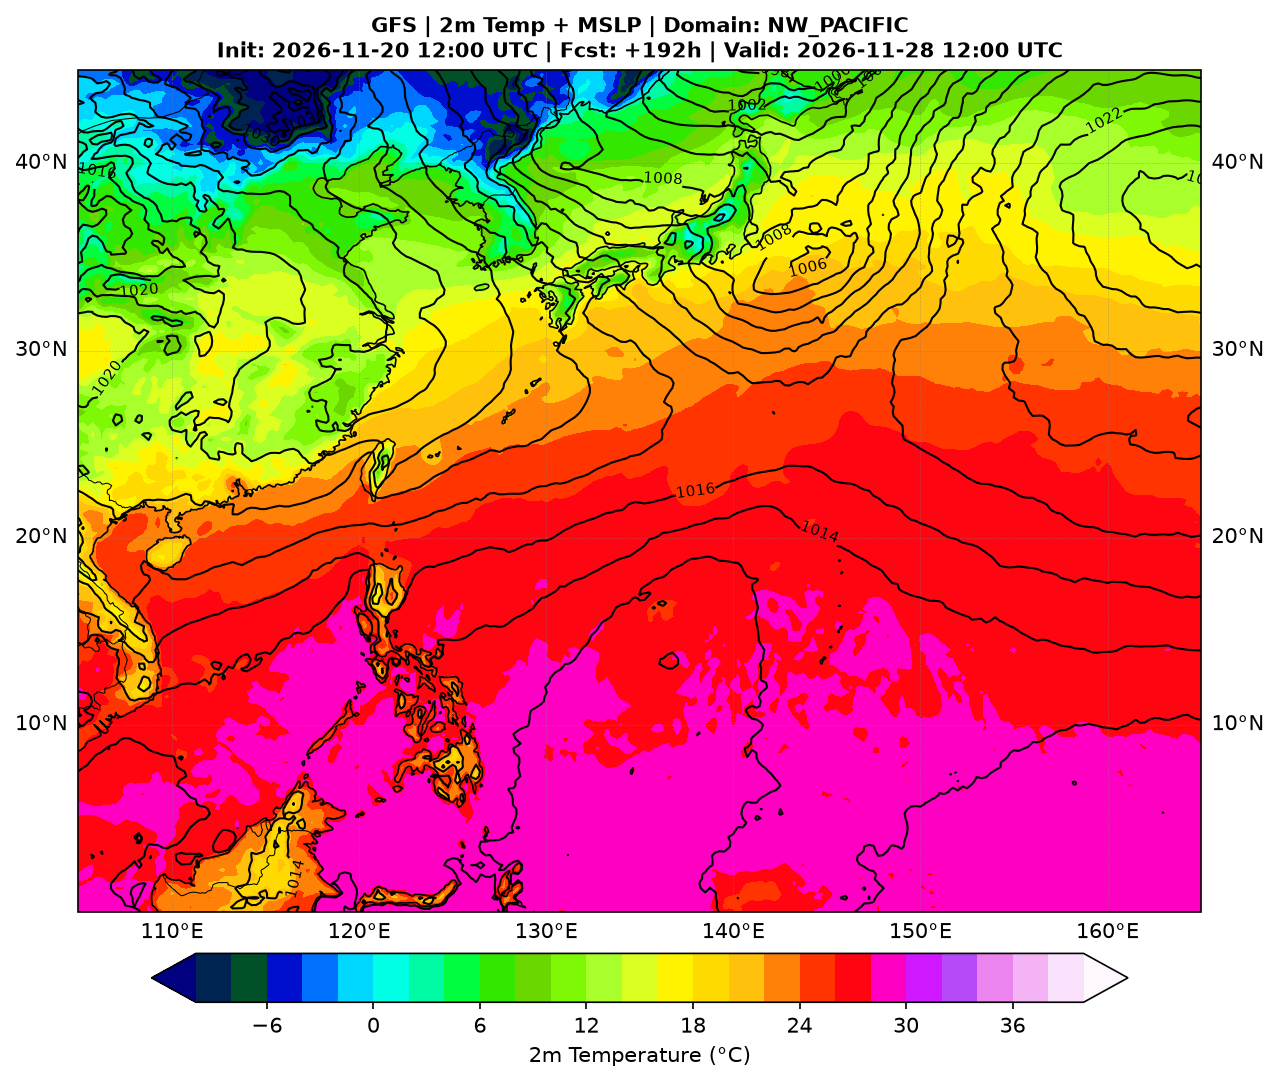 GFS | 2m Temp + MSLP | Domain: NW_PACIFIC
Init: 2026-11-20 12:00 UTC | Fcst: +192h | Valid: 2026-11-28 12:00 UTC
1002
1022
40°N
40°N
1016
1008
1008
1006
1020
30°N
30°N
1020
1016
1014
20°N
20°N
10°N
10°N
1014
110°E 120°E 130°E 140°E 150°E 160°E
−6 0 6 12 18 24 30 36
2m Temperature (°C)